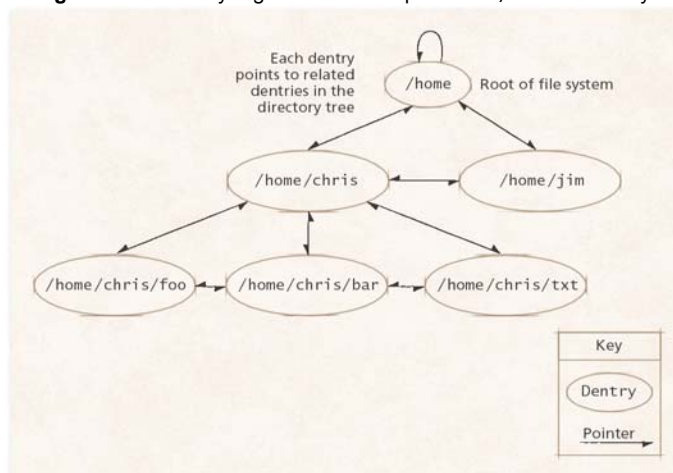 Each dentry
points to related
dentries in the
directory tree
/home
Root of file system
/home/chris
/home/jim
/home/chris/foo
/home/chris/bar
/home/chris/txt
Key
Dentry
Pointer